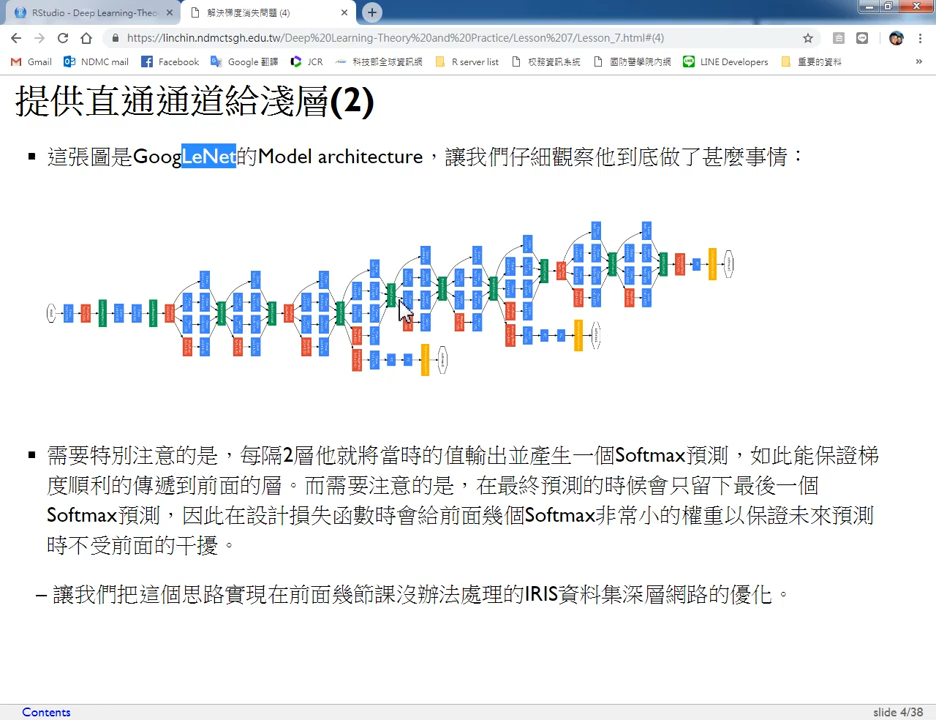 RStudio - Deep Learning-Theo
解決梯度消失問題 (4)
https://linchin.ndmctsgh.edu.tw/Deep%20Learning-Theory%20and%20Practice/Lesson%207/Lesson_7.html#(4)
Gmail
NDMC mail
Facebook
Google 翻譯
JCR
科技部全球資訊網
R server list
校務資訊系統
國防醫學院內網
LINE Developers
重要的資料
提供直通通道給淺層(2)
這張圖是GoogLeNet的Model architecture，讓我們仔細觀察他到底做了甚麼事情：
需要特別注意的是，每隔2層他就將當時的值輸出並產生一個Softmax預測，如此能保證梯
度順利的傳遞到前面的層。而需要注意的是，在最終預測的時候會只留下最後一個
Softmax預測，因此在設計損失函數時會給前面幾個Softmax非常小的權重以保證未來預測
時不受前面的干擾。
– 讓我們把這個思路實現在前面幾節課沒辦法處理的IRIS資料集深層網路的優化。
Contents
slide 4/38